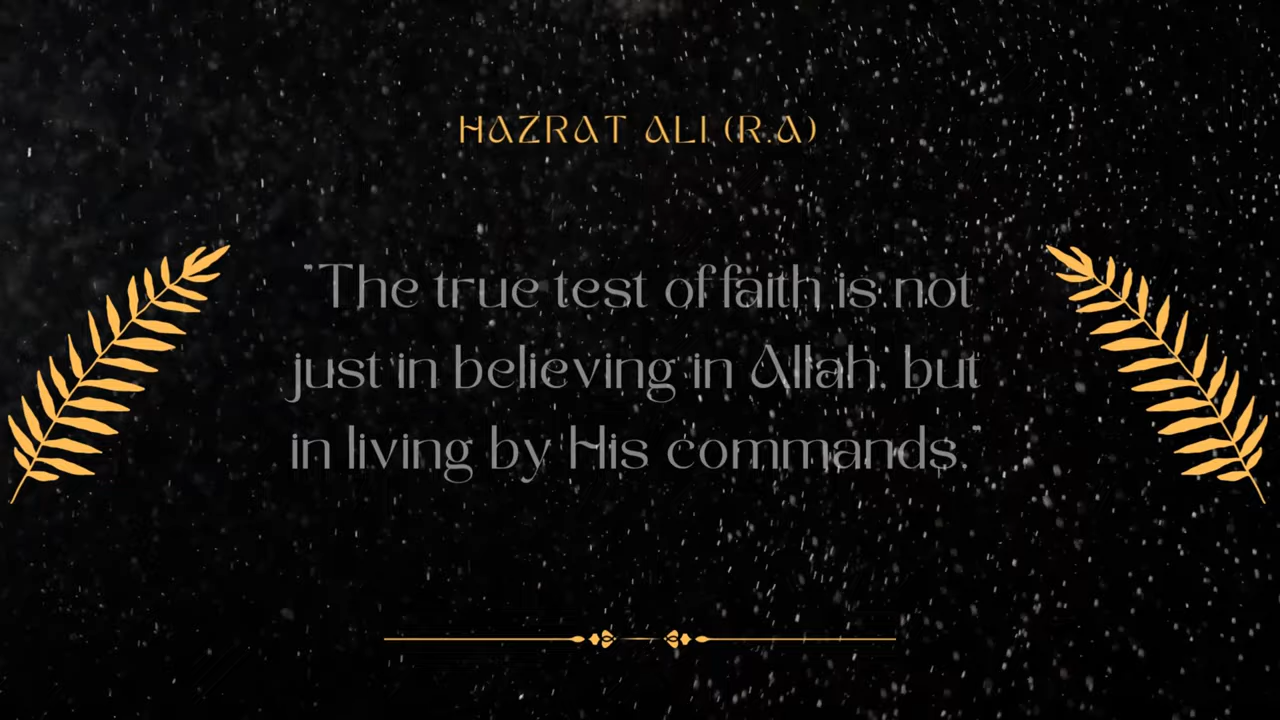 HAZRAT ALI (R.A)
"The true test of faith is not
just in believing in Allah, but
in living by His commands."